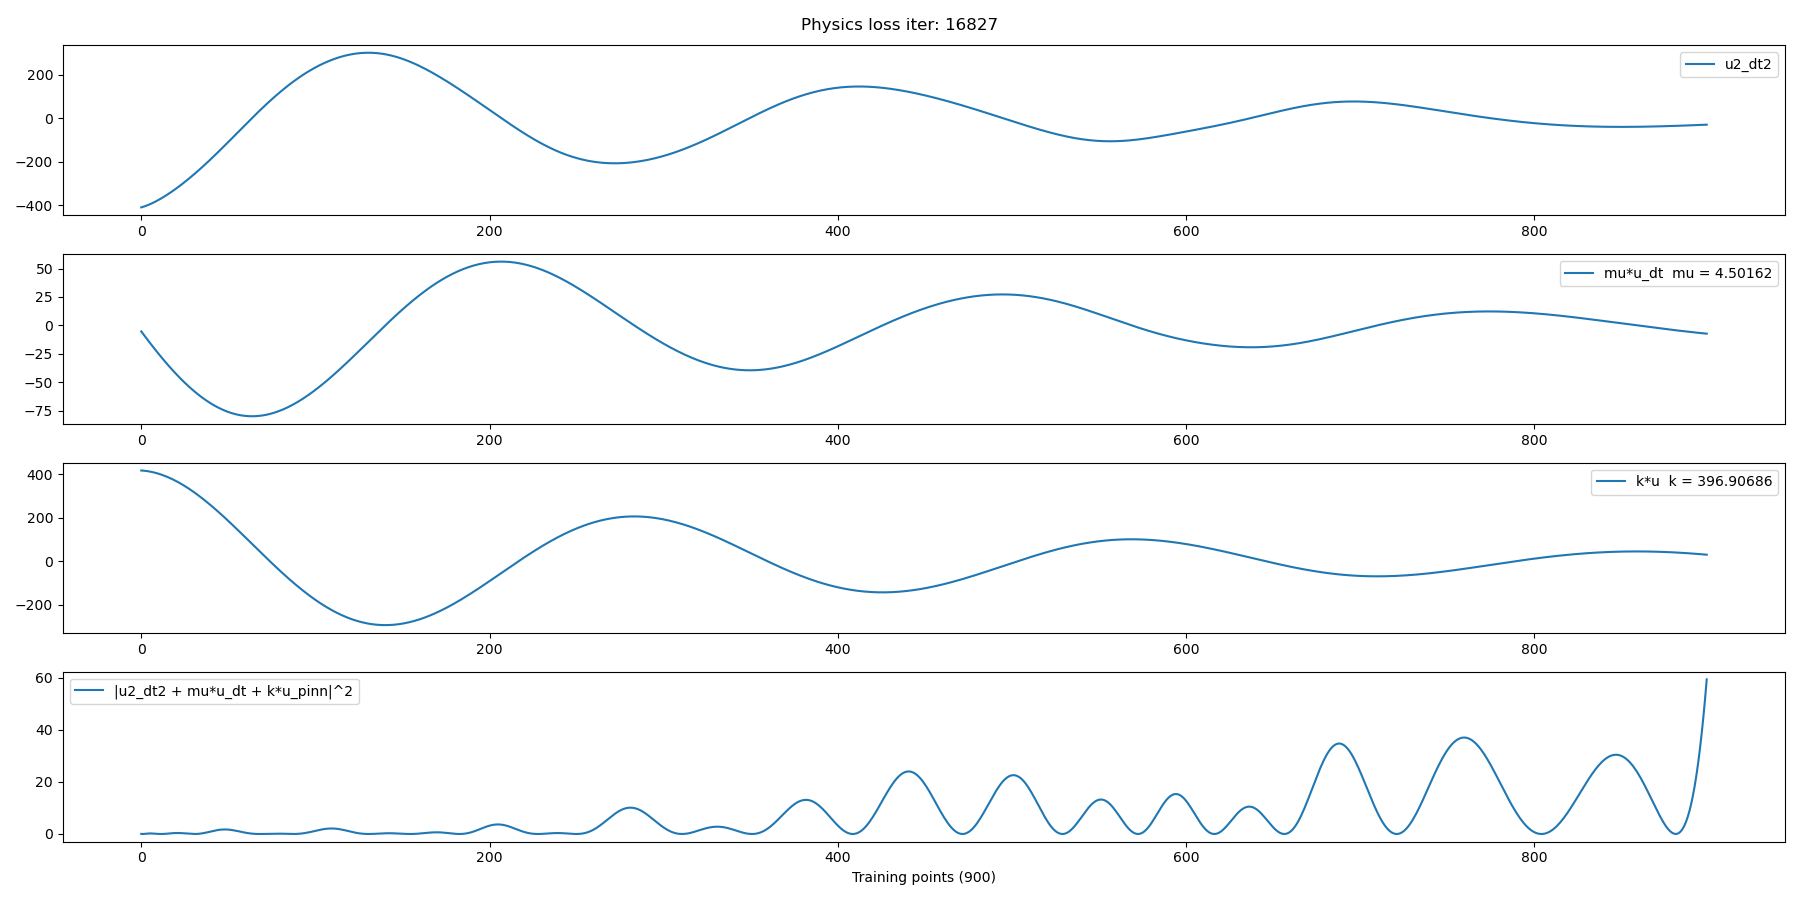 Physics loss iter: 16827
200
0
−200
−400
u2_dt2
0 200 400 600 800
50
25
0
−25
−50
−75
mu*u_dt  mu = 4.50162
0 200 400 600 800
400
200
0
−200
k*u  k = 396.90686
0 200 400 600 800
60
40
20
0
|u2_dt2 + mu*u_dt + k*u_pinn|^2
0 200 400 600 800
Training points (900)